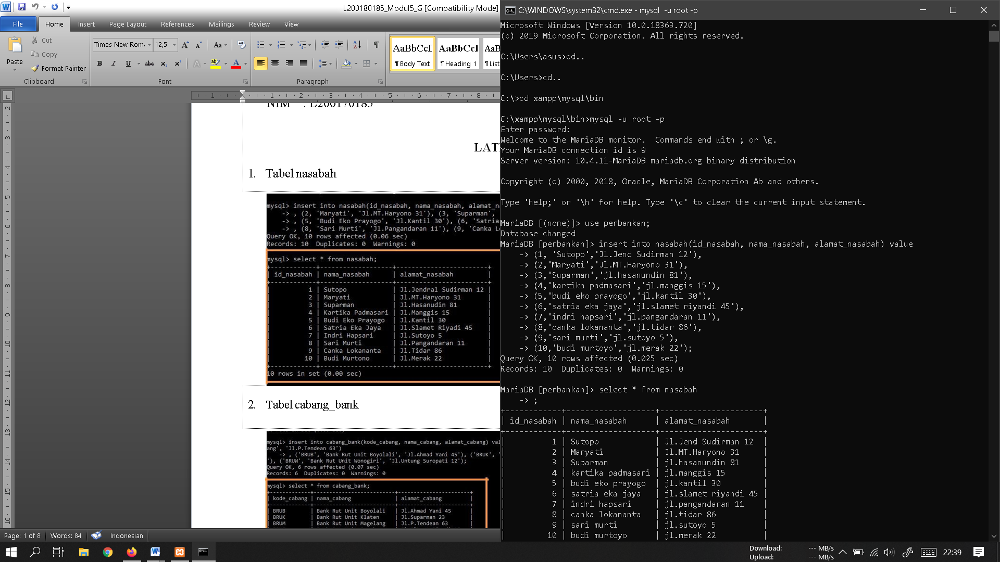 L200180185_Modul5_G [Compatibility Mode]
File Home Insert Page Layout References Mailings Review View
Paste
Cut
Copy
Format Painter
Clipboard
Times New Rom 12,5
Font
Paragraph
AaBbCcI AaBbCcI AaBb
¶ Body Text ¶ Heading 1 ¶ List
NIM : L200170185
LAT
1. Tabel nasabah
mysql> insert into nasabah(id_nasabah, nama_nasabah, alamat_na
-> , (2, 'Maryati', 'Jl.MT.Haryono 31'), (3, 'Suparman',
-> , (5, 'Budi Eko Prayogo', 'Jl.Kantil 30'), (6, 'Satria
-> , (8, 'Sari Murti', 'Jl.Pangandaran 11'), (9, 'Canka Lo
Query OK, 10 rows affected (0.06 sec)
Records: 10 Duplicates: 0 Warnings: 0
mysql> select * from nasabah;
| id_nasabah | nama_nasabah | alamat_nasabah |
| 1 | Sutopo | Jl.Jendral Sudirman 12 |
| 2 | Maryati | Jl.MT.Haryono 31 |
| 3 | Suparman | Jl.Hasanudin 81 |
| 4 | Kartika Padmasari | Jl.Manggis 15 |
| 5 | Budi Eko Prayogo | Jl.Kantil 30 |
| 6 | Satria Eka Jaya | Jl.Slamet Riyadi 45 |
| 7 | Indri Hapsari | Jl.Sutoyo 5 |
| 8 | Sari Murti | Jl.Pangandaran 11 |
| 9 | Canka Lokananta | Jl.Tidar 86 |
| 10 | Budi Murtono | Jl.Merak 22 |
10 rows in set (0.00 sec)
2. Tabel cabang_bank
mysql> insert into cabang_bank(kode_cabang, nama_cabang, alamat_cabang) val
ang', 'Jl.P.Tendean 63')
-> , ('BRUB', 'Bank Rut Unit Boyolali', 'Jl.Ahmad Yani 45'), ('BRUK', '
'), ('BRUW', 'Bank Rut Unit Wonogiri', 'Jl.Untung Suropati 12');
Query OK, 6 rows affected (0.07 sec)
Records: 6 Duplicates: 0 Warnings: 0
mysql> select * from cabang_bank;
| kode_cabang | nama_cabang | alamat_cabang |
| BRUB | Bank Rut Unit Boyolali | Jl.Ahmad Yani 45 |
| BRUK | Bank Rut Unit Klaten | Jl.Suparman 23 |
| BRUM | Bank Rut Unit Magelang | Jl.P.Tendean 63 |
Page: 1 of 8 Words: 84 Indonesian
C:\WINDOWS\system32\cmd.exe - mysql -u root -p
Microsoft Windows [Version 10.0.18363.720]
(c) 2019 Microsoft Corporation. All rights reserved.
C:\Users\asus>cd..
C:\Users>cd..
C:\>cd xampp\mysql\bin
C:\xampp\mysql\bin>mysql -u root -p
Enter password:
Welcome to the MariaDB monitor.  Commands end with ; or \g.
Your MariaDB connection id is 9
Server version: 10.4.11-MariaDB mariadb.org binary distribution
Copyright (c) 2000, 2018, Oracle, MariaDB Corporation Ab and others.
Type 'help;' or '\h' for help. Type '\c' to clear the current input statement.
MariaDB [(none)]> use perbankan;
Database changed
MariaDB [perbankan]> insert into nasabah(id_nasabah, nama_nasabah, alamat_nasabah) value
-> (1, 'Sutopo','Jl.Jend Sudirman 12'),
-> (2,'Maryati','Jl.MT.Haryono 31'),
-> (3,'Suparman','jl.hasanundin 81'),
-> (4,'kartika padmasari','jl.manggis 15'),
-> (5,'budi eko prayogo','jl.kantil 30'),
-> (6,'satria eka jaya','jl.slamet riyandi 45'),
-> (7,'indri hapsari','jl.pangandaran 11'),
-> (8,'canka lokananta','jl.tidar 86'),
-> (9,'sari murti','jl.sutoyo 5'),
-> (10,'budi murtoyo','jl.merak 22');
Query OK, 10 rows affected (0.025 sec)
Records: 10  Duplicates: 0  Warnings: 0
MariaDB [perbankan]> select * from nasabah
-> ;
| id_nasabah | nama_nasabah | alamat_nasabah |
| 1 | Sutopo | Jl.Jend Sudirman 12 |
| 2 | Maryati | Jl.MT.Haryono 31 |
| 3 | Suparman | jl.hasanundin 81 |
| 4 | kartika padmasari | jl.manggis 15 |
| 5 | budi eko prayogo | jl.kantil 30 |
| 6 | satria eka jaya | jl.slamet riyandi 45 |
| 7 | indri hapsari | jl.pangandaran 11 |
| 8 | canka lokananta | jl.tidar 86 |
| 9 | sari murti | jl.sutoyo 5 |
| 10 | budi murtoyo | jl.merak 22 |
Download: --- MB/s
Upload: --- MB/s
22:39